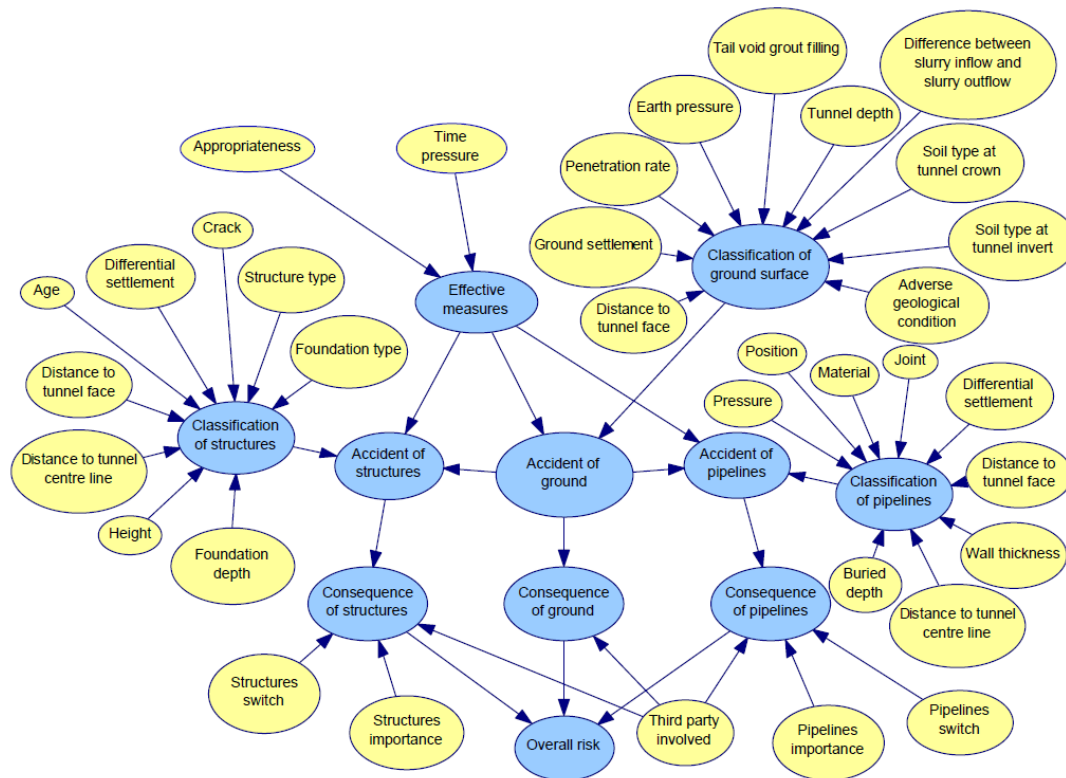 Tail void grout filling
Difference between
slurry inflow and
slurry outflow
Earth pressure
Tunnel depth
Time
pressure
Appropriateness
Penetration rate
Soil type at
tunnel crown
Soil type at
tunnel invert
Crack
Ground settlement
Classification of
ground surface
Differential
settlement
Structure type
Age
Effective
measures
Distance to
tunnel face
Adverse
geological
condition
Foundation type
Position
Material
Joint
Distance to
tunnel face
Pressure
Differential
settlement
Classification
of structures
Accident of
structures
Accident of
ground
Accident of
pipelines
Classification
of pipelines
Distance to
tunnel face
Distance to tunnel
centre line
Height
Foundation
depth
Wall thickness
Buried
depth
Distance to tunnel
centre line
Consequence
of structures
Consequence
of ground
Consequence
of pipelines
Structures
switch
Structures
importance
Overall risk
Third party
involved
Pipelines
importance
Pipelines
switch